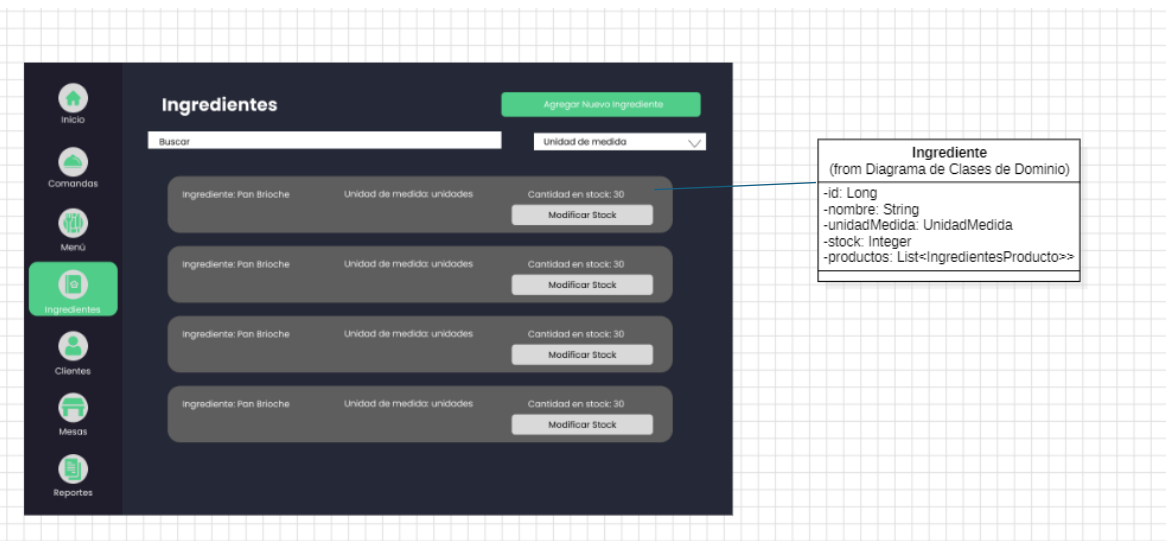 Inicio
Comandas
Menú
Ingredientes
Clientes
Mesas
Reportes
Ingredientes
Agregar Nuevo Ingrediente
Buscar
Unidad de medida
Ingrediente: Pan Brioche
Unidad de medida: unidades
Cantidad en stock: 30
Modificar Stock
Ingrediente: Pan Brioche
Unidad de medida: unidades
Cantidad en stock: 30
Modificar Stock
Ingrediente: Pan Brioche
Unidad de medida: unidades
Cantidad en stock: 30
Modificar Stock
Ingrediente: Pan Brioche
Unidad de medida: unidades
Cantidad en stock: 30
Modificar Stock
Ingrediente
(from Diagrama de Clases de Dominio)
-id: Long
-nombre: String
-unidadMedida: UnidadMedida
-stock: Integer
-productos: List<IngredientesProducto>>